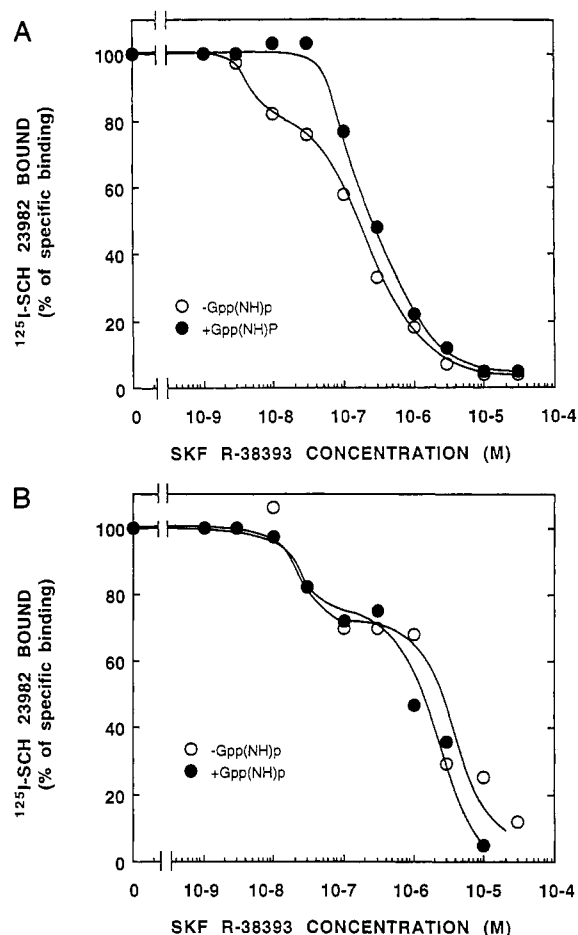 A
100
80
60
40
20
0
¹²⁵I-SCH 23982 BOUND
(% of specific binding)
-Gpp(NH)p
+Gpp(NH)P
0 10-9 10-8 10-7 10-6 10-5 10-4
SKF R-38393 CONCENTRATION (M)
B
100
80
60
40
20
0
¹²⁵I-SCH 23982 BOUND
(% of specific binding)
-Gpp(NH)p
+Gpp(NH)p
0 10-9 10-8 10-7 10-6 10-5 10-4
SKF R-38393 CONCENTRATION (M)